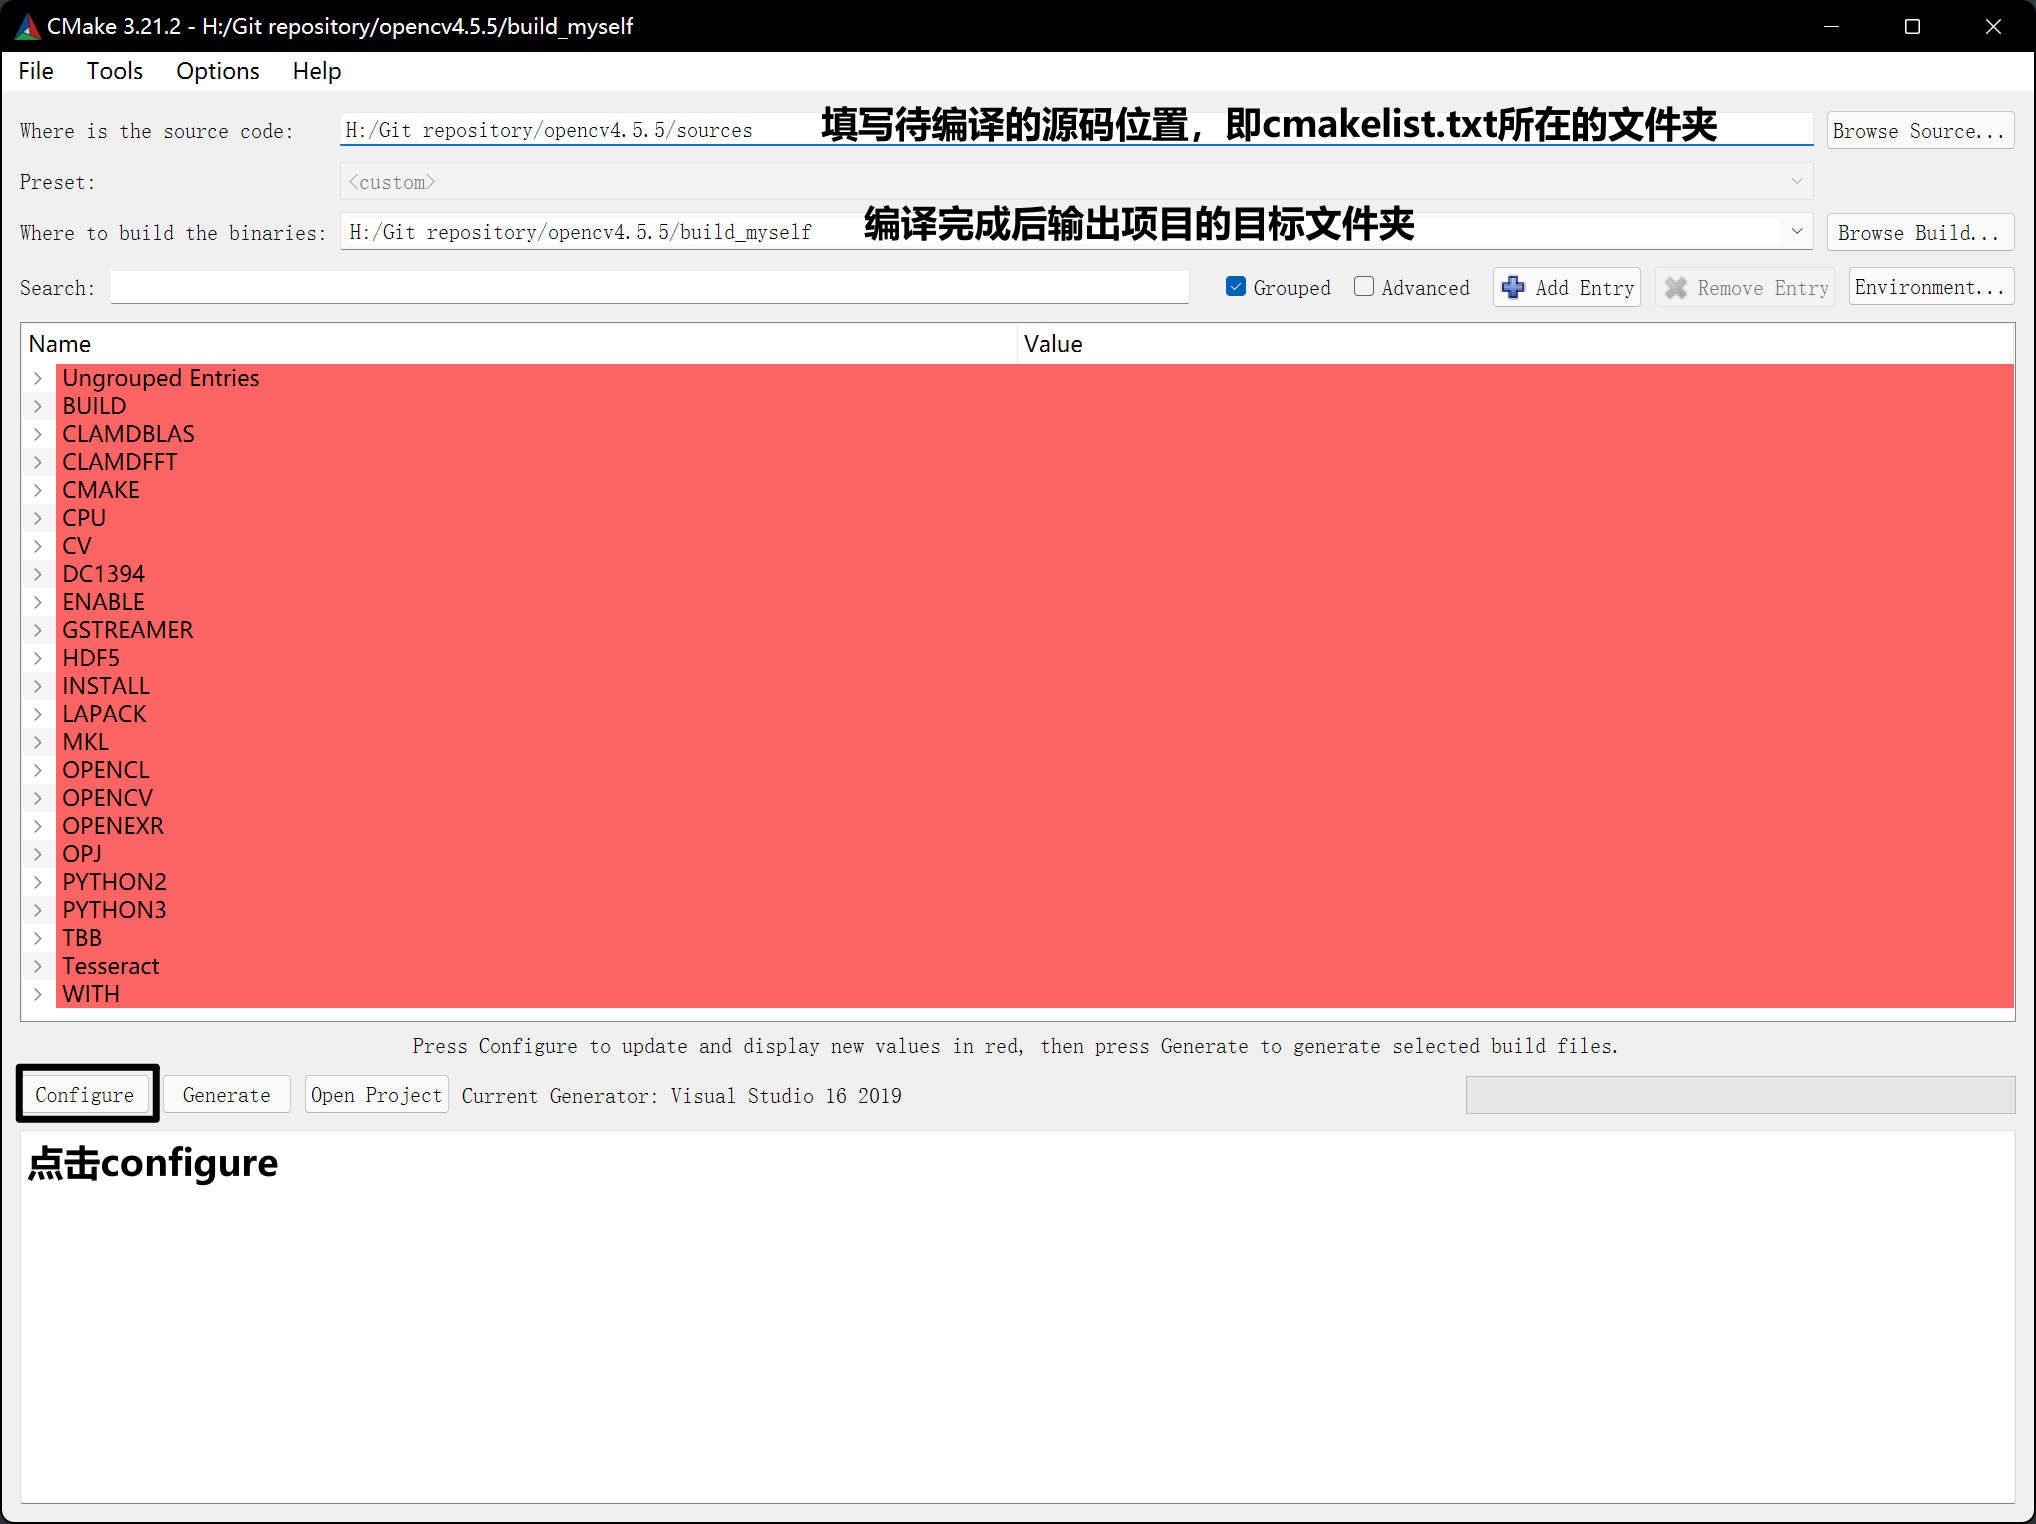 CMake 3.21.2 - H:/Git repository/opencv4.5.5/build_myself
File Tools Options Help
Where is the source code: H:/Git repository/opencv4.5.5/sources 填写待编译的源码位置，即cmakelist.txt所在的文件夹 Browse Source...
Preset: <custom>
Where to build the binaries: H:/Git repository/opencv4.5.5/build_myself 编译完成后输出项目的目标文件夹 Browse Build...
Search: Grouped Advanced Add Entry Remove Entry Environment...
Name Value
Ungrouped Entries
BUILD
CLAMDBLAS
CLAMDFFT
CMAKE
CPU
CV
DC1394
ENABLE
GSTREAMER
HDF5
INSTALL
LAPACK
MKL
OPENCL
OPENCV
OPENEXR
OPJ
PYTHON2
PYTHON3
TBB
Tesseract
WITH
Press Configure to update and display new values in red, then press Generate to generate selected build files.
Configure Generate Open Project Current Generator: Visual Studio 16 2019
点击configure